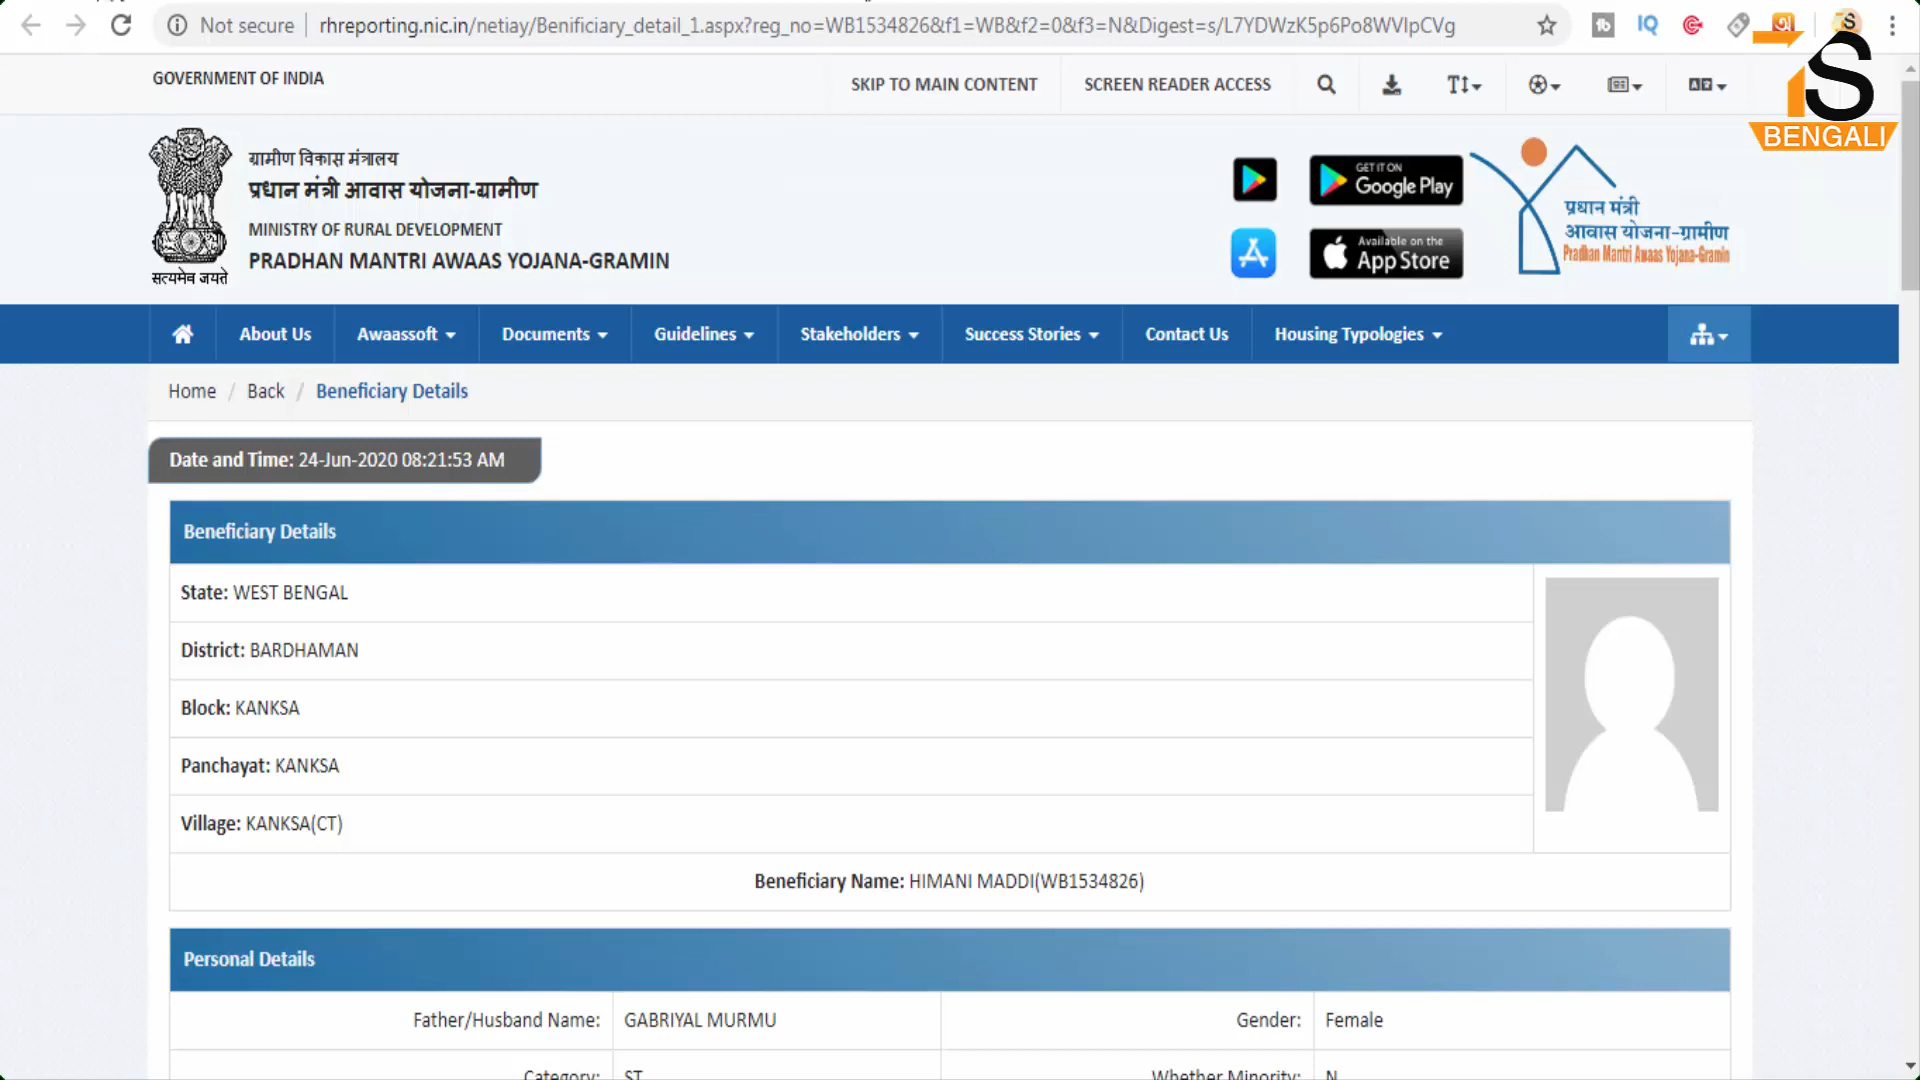 Not secure rhreporting.nic.in/netiay/Benificiary_detail_1.aspx?reg_no=WB1534826&f1=WB&f2=0&f3=N&Digest=s/L7YDWzK5p6Po8WVIpCVg
GOVERNMENT OF INDIA
SKIP TO MAIN CONTENT
SCREEN READER ACCESS
S
BENGALI
ग्रामीण विकास मंत्रालय
प्रधान मंत्री आवास योजना-ग्रामीण
MINISTRY OF RURAL DEVELOPMENT
PRADHAN MANTRI AWAAS YOJANA-GRAMIN
सत्यमेव जयते
GET IT ON
Google Play
Available on the
App Store
प्रधान मंत्री
आवास योजना-ग्रामीण
Pradhan Mantri Awaas Yojana-Gramin
About Us
Awaassoft
Documents
Guidelines
Stakeholders
Success Stories
Contact Us
Housing Typologies
Home / Back / Beneficiary Details
Date and Time: 24-Jun-2020 08:21:53 AM
Beneficiary Details
State: WEST BENGAL
District: BARDHAMAN
Block: KANKSA
Panchayat: KANKSA
Village: KANKSA(CT)
Beneficiary Name: HIMANI MADDI(WB1534826)
Personal Details
Father/Husband Name: GABRIYAL MURMU Gender: Female
Category: ST Whether Minority: N